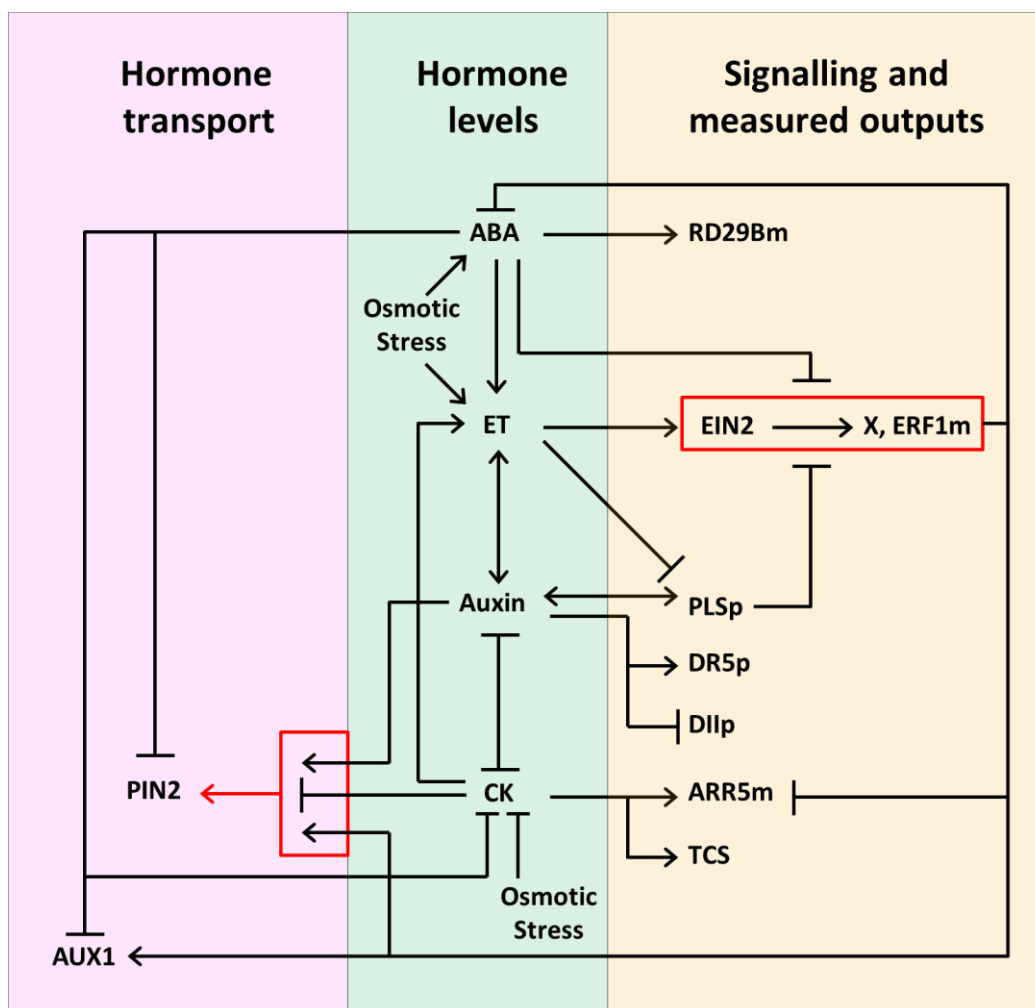 Hormone
transport
Hormone
levels
Signalling and
measured outputs
ABA
RD29Bm
Osmotic
Stress
ET
EIN2
X, ERF1m
Auxin
PLSp
DR5p
DIIp
PIN2
CK
ARR5m
TCS
Osmotic
Stress
AUX1